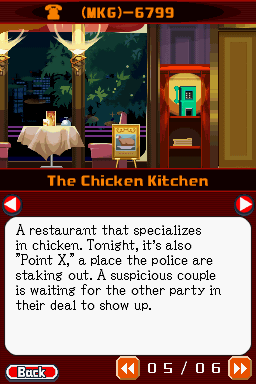 (MKG)-6799
The Chicken Kitchen
A restaurant that specializes
in chicken. Tonight, it's also
"Point X," a place the police are
staking out. A suspicious couple
is waiting for the other party in
their deal to show up.
Back
05/06